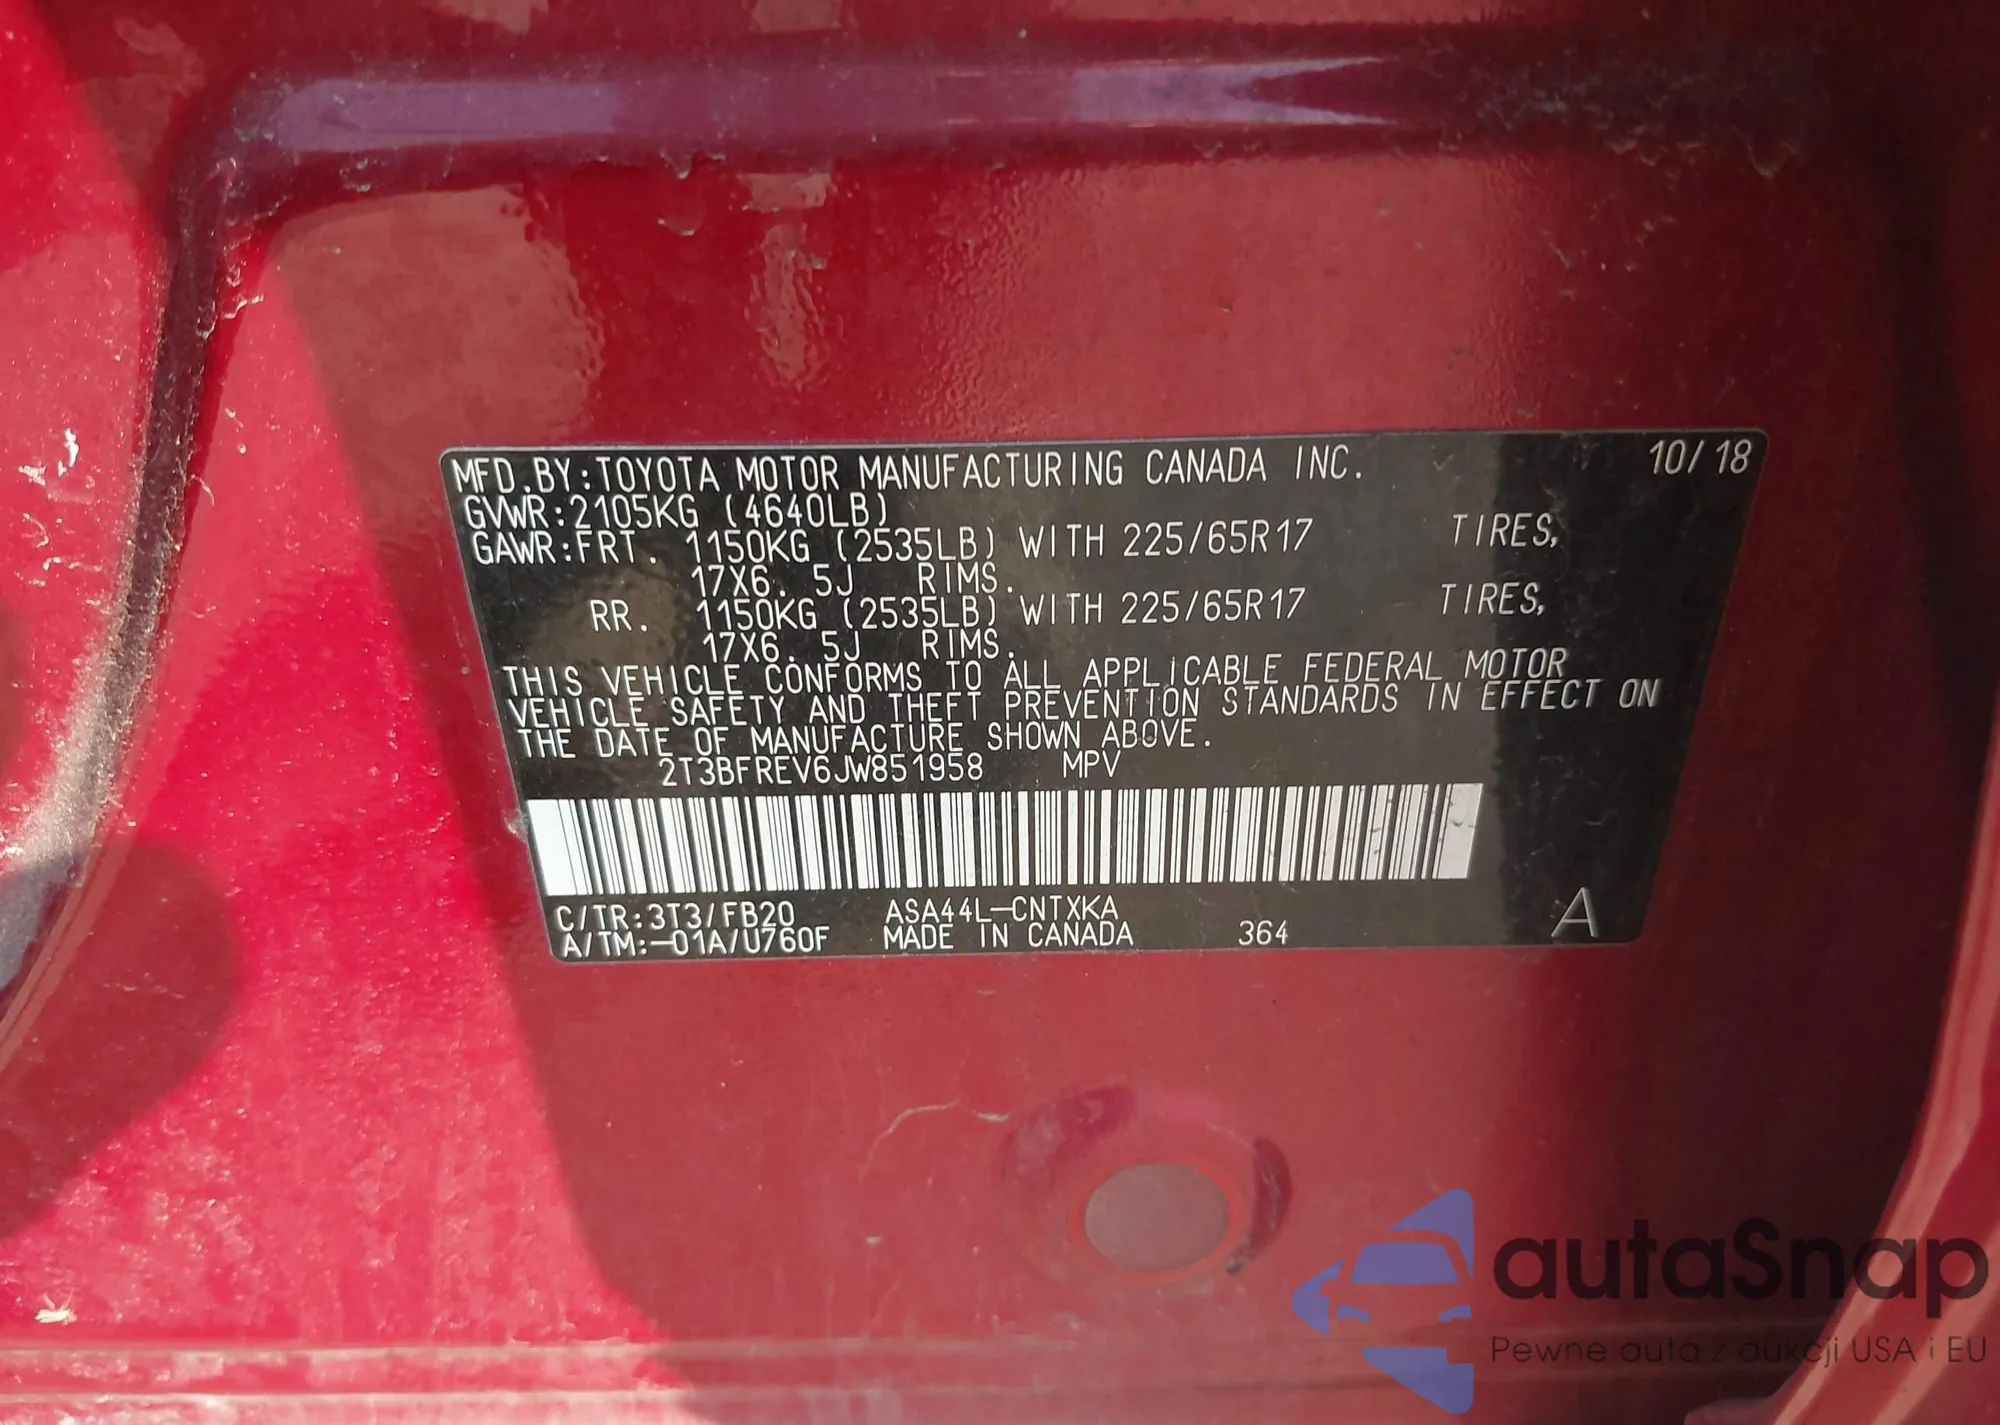 MFD.BY:TOYOTA MOTOR MANUFACTURING CANADA INC. 10/18
GVWR:2105KG (4640LB)
GAWR:FRT. 1150KG (2535LB) WITH 225/65R17 TIRES,
17X6.5J RIMS.
RR. 1150KG (2535LB) WITH 225/65R17 TIRES,
17X6.5J RIMS.
THIS VEHICLE CONFORMS TO ALL APPLICABLE FEDERAL MOTOR
VEHICLE SAFETY AND THEFT PREVENTION STANDARDS IN EFFECT ON
THE DATE OF MANUFACTURE SHOWN ABOVE.
2T3BFREV6JW851958 MPV
C/TR:3T3/FB20 ASA44L-CNTXKA
A/TM:-01A/U760F MADE IN CANADA 364 A
autaSnap
Pewne auta z aukcji USA i EU